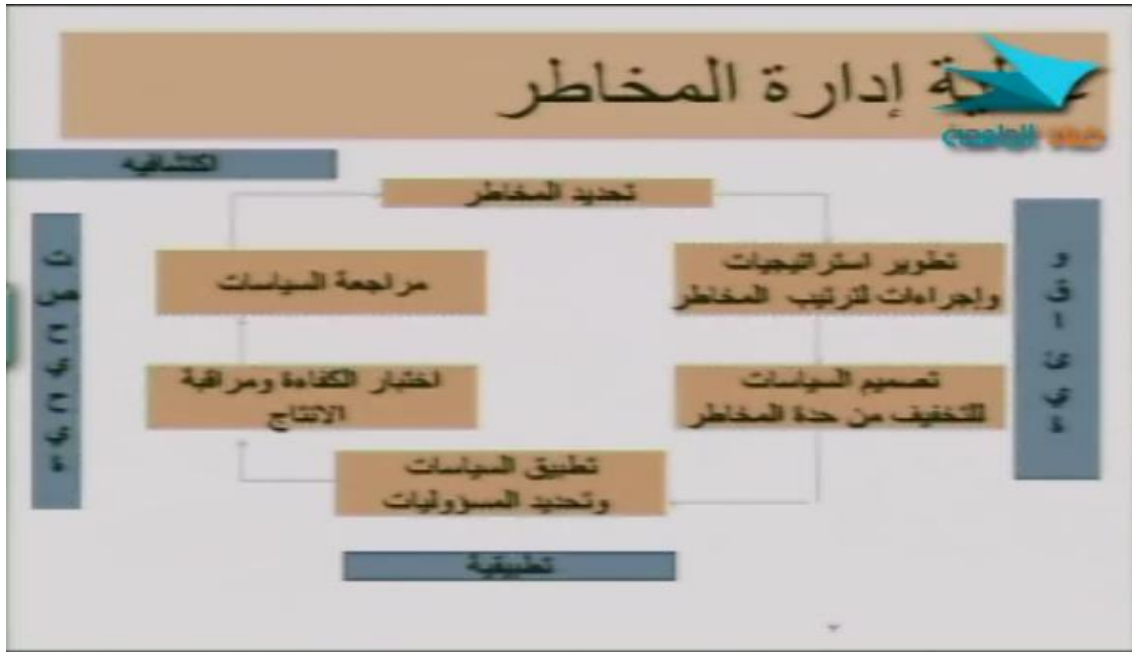 إدارة المخاطر
اكتشافيه
تحديد المخاطر
تطوير استراتيجيات
وإجراءات لترتيب المخاطر
تصميم السياسات
للتخفيف من حدة المخاطر
تطبيق السياسات
وتحديد المسؤوليات
اختبار الكفاءة ومراقبة
الانتاج
مراجعة السياسات
تطبيقية